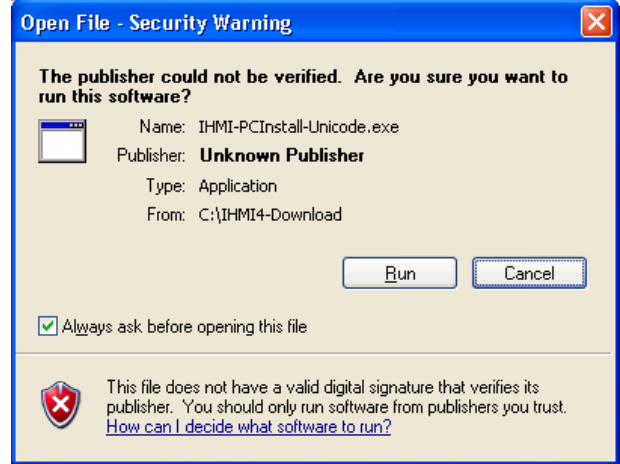 Open File - Security Warning
The publisher could not be verified. Are you sure you want to
run this software?
Name: IHMI-PCInstall-Unicode.exe
Publisher: Unknown Publisher
Type: Application
From: C:\IHMI4-Download
Run Cancel
Always ask before opening this file
This file does not have a valid digital signature that verifies its
publisher. You should only run software from publishers you trust.
How can I decide what software to run?